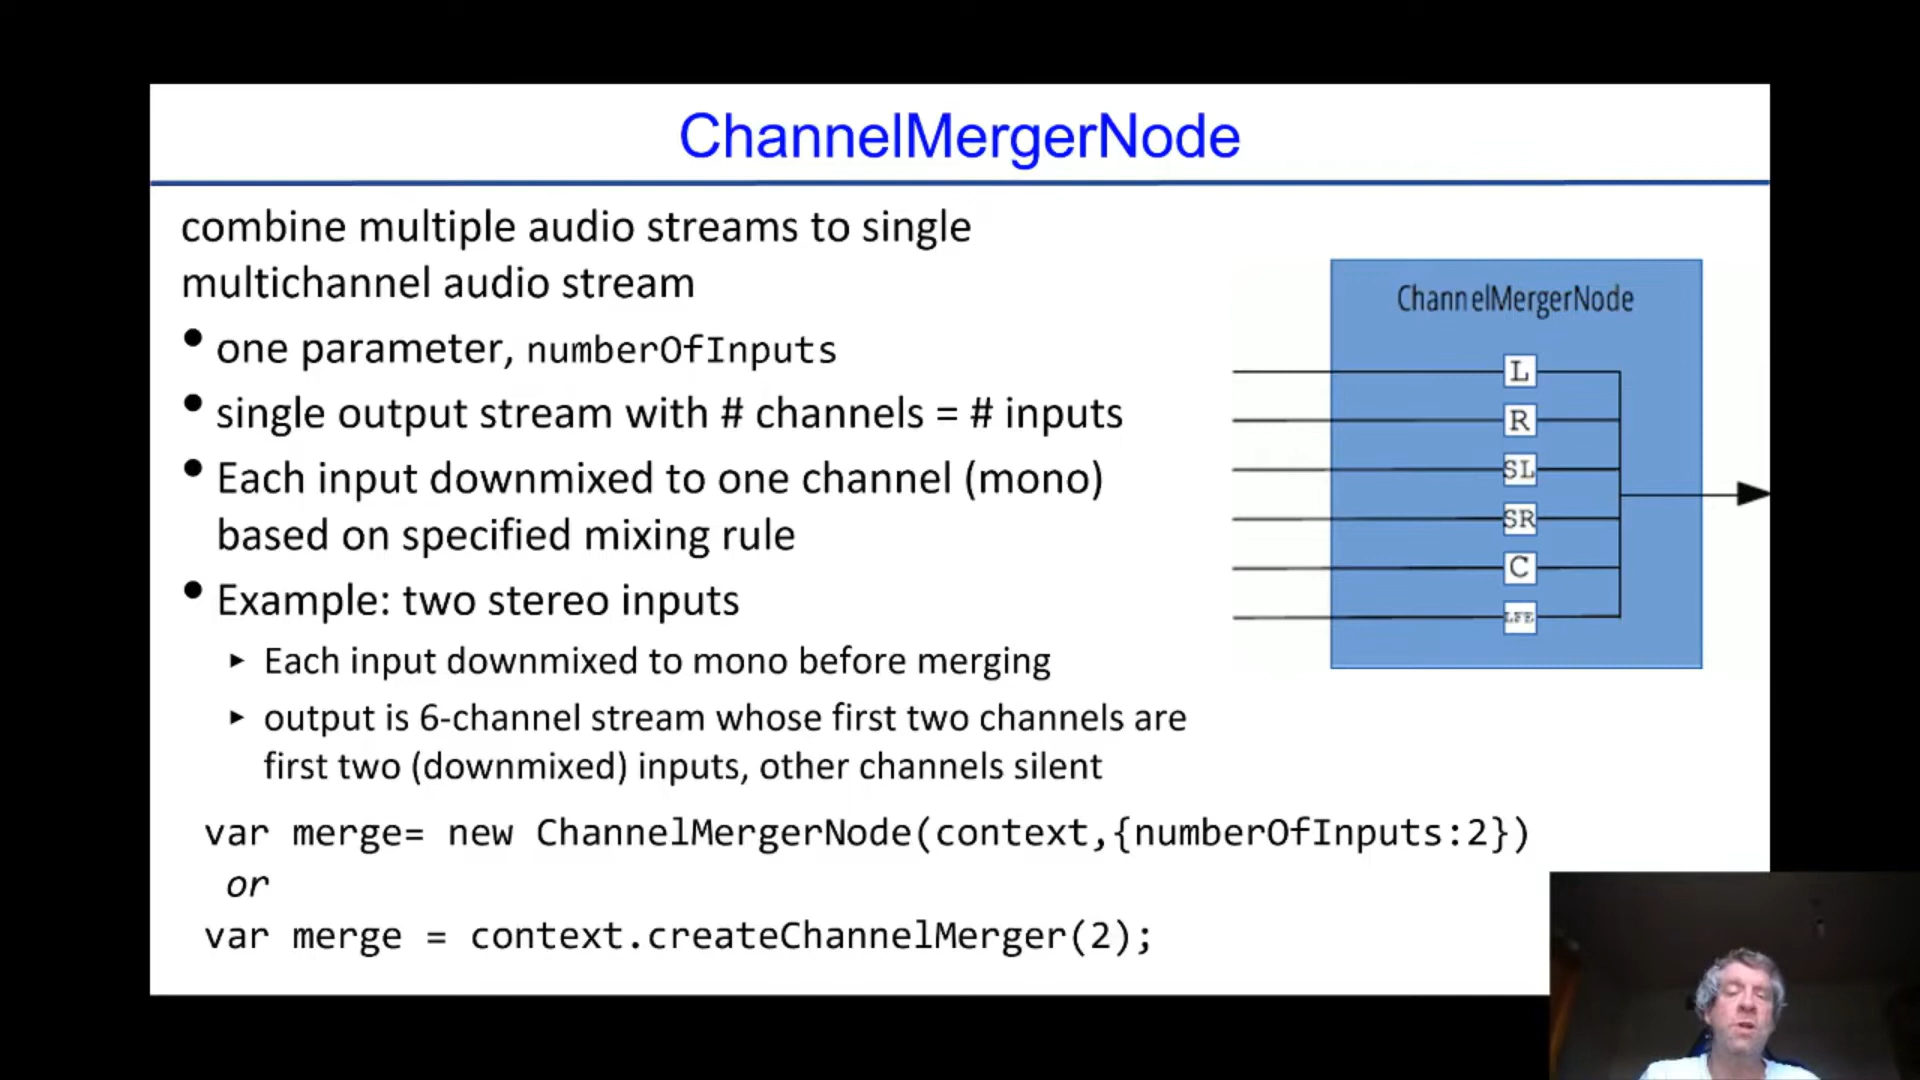 ChannelMergerNode
combine multiple audio streams to single
multichannel audio stream
• one parameter, numberOfInputs
• single output stream with # channels = # inputs
• Each input downmixed to one channel (mono)
based on specified mixing rule
• Example: two stereo inputs
▸ Each input downmixed to mono before merging
▸ output is 6-channel stream whose first two channels are
first two (downmixed) inputs, other channels silent
var merge= new ChannelMergerNode(context,{numberOfInputs:2})
or
var merge = context.createChannelMerger(2);
ChannelMergerNode
L
R
SL
SR
C
LFE